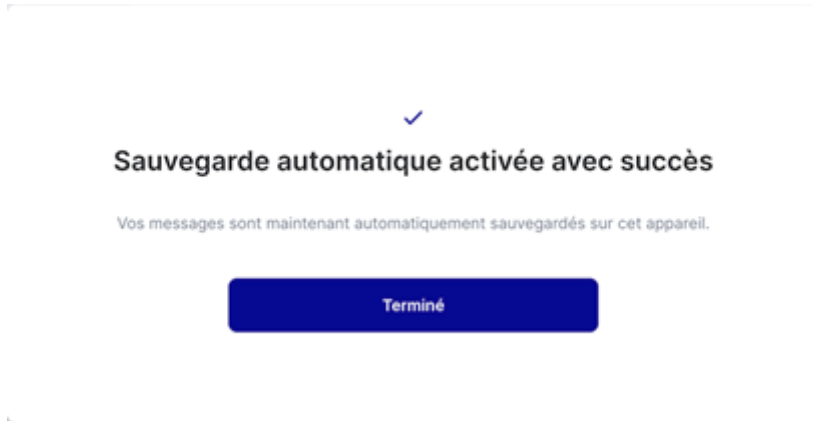 Sauvegarde automatique activée avec succès
Vos messages sont maintenant automatiquement sauvegardés sur cet appareil.
Terminé